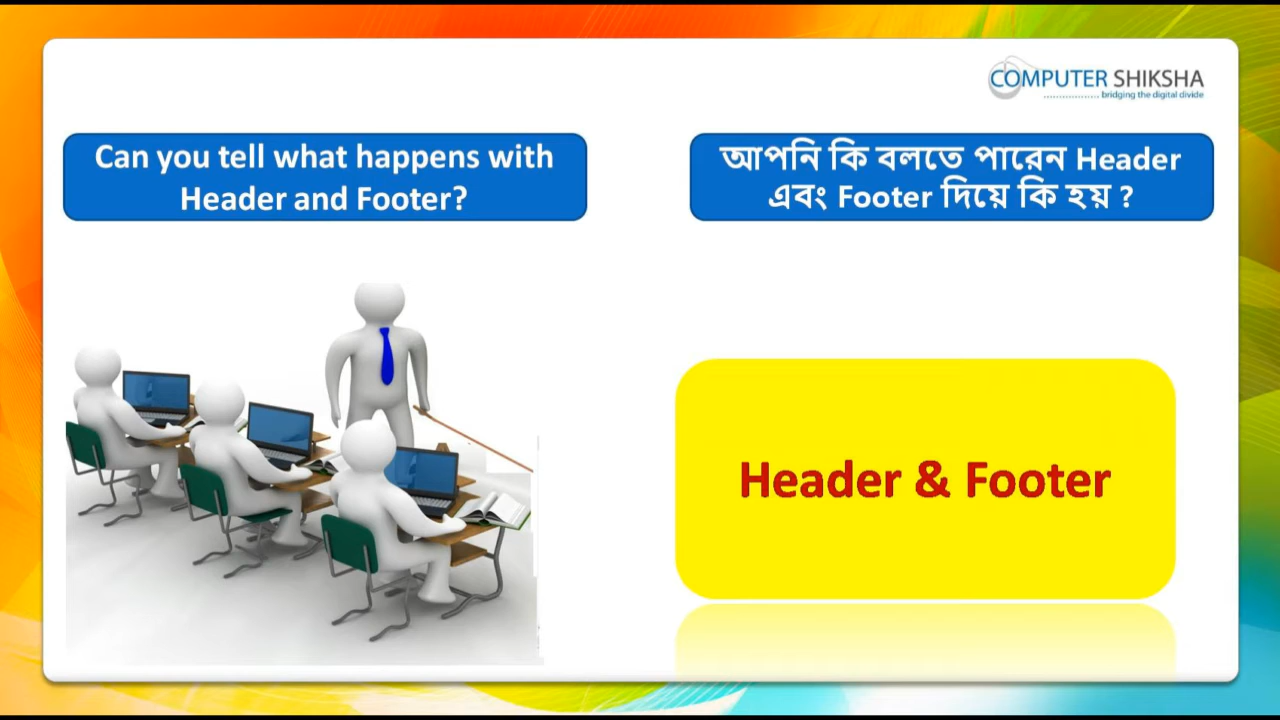 COMPUTER SHIKSHA
bridging the digital divide
Can you tell what happens with
Header and Footer?
আপনি কি বলতে পারেন Header
এবং Footer দিয়ে কি হয় ?
Header & Footer